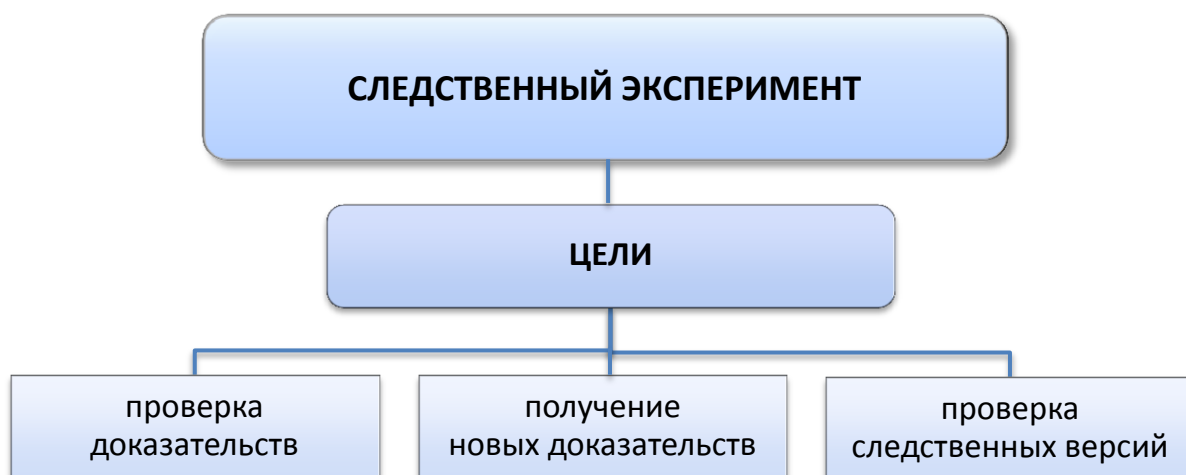 СЛЕДСТВЕННЫЙ ЭКСПЕРИМЕНТ
ЦЕЛИ
проверка
доказательств
получение
новых доказательств
проверка
следственных версий